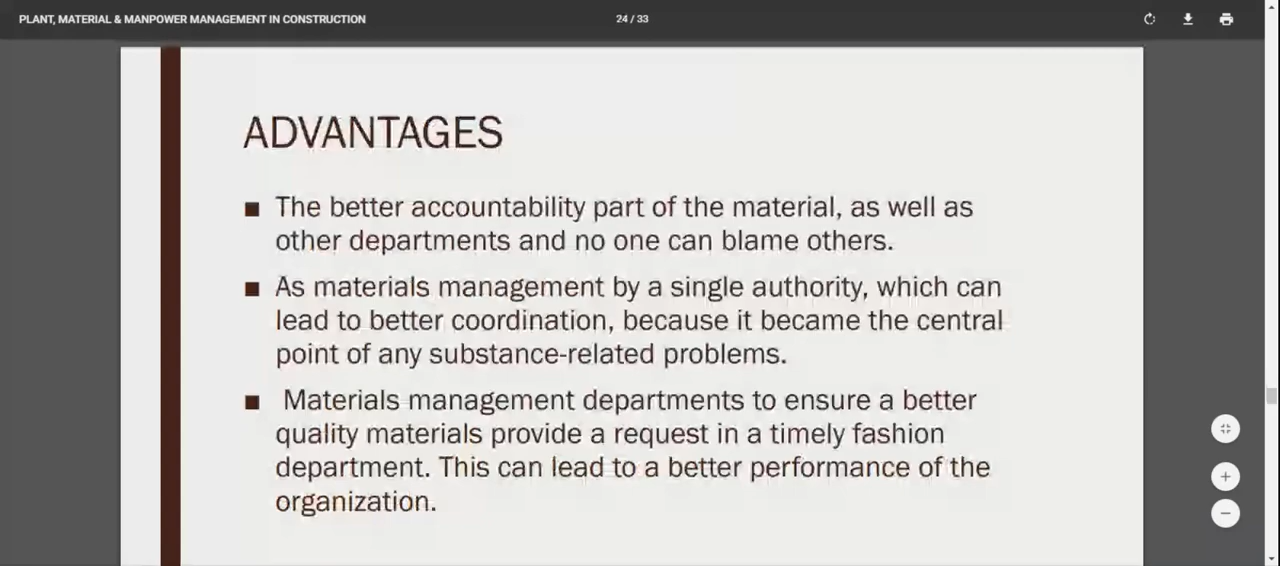 PLANT, MATERIAL & MANPOWER MANAGEMENT IN CONSTRUCTION
24 / 33
ADVANTAGES
■ The better accountability part of the material, as well as
other departments and no one can blame others.
■ As materials management by a single authority, which can
lead to better coordination, because it became the central
point of any substance-related problems.
■ Materials management departments to ensure a better
quality materials provide a request in a timely fashion
department. This can lead to a better performance of the
organization.